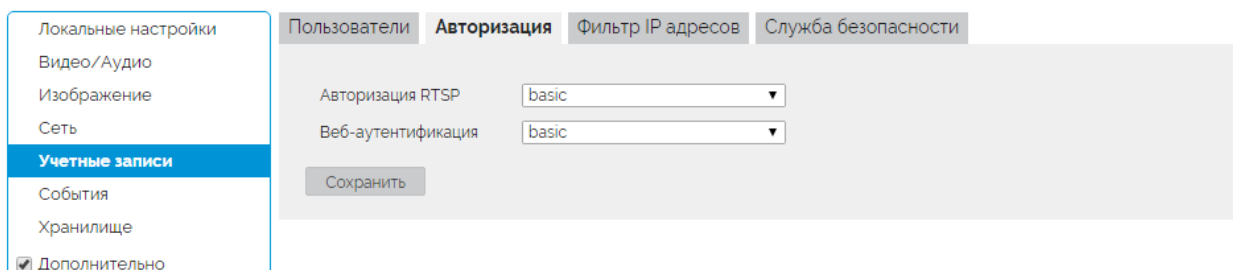 Локальные настройки
Видео/Аудио
Изображение
Сеть
Учетные записи
События
Хранилище
Дополнительно
Пользователи Авторизация Фильтр IP адресов Служба безопасности
Авторизация RTSP basic
Веб-аутентификация basic
Сохранить